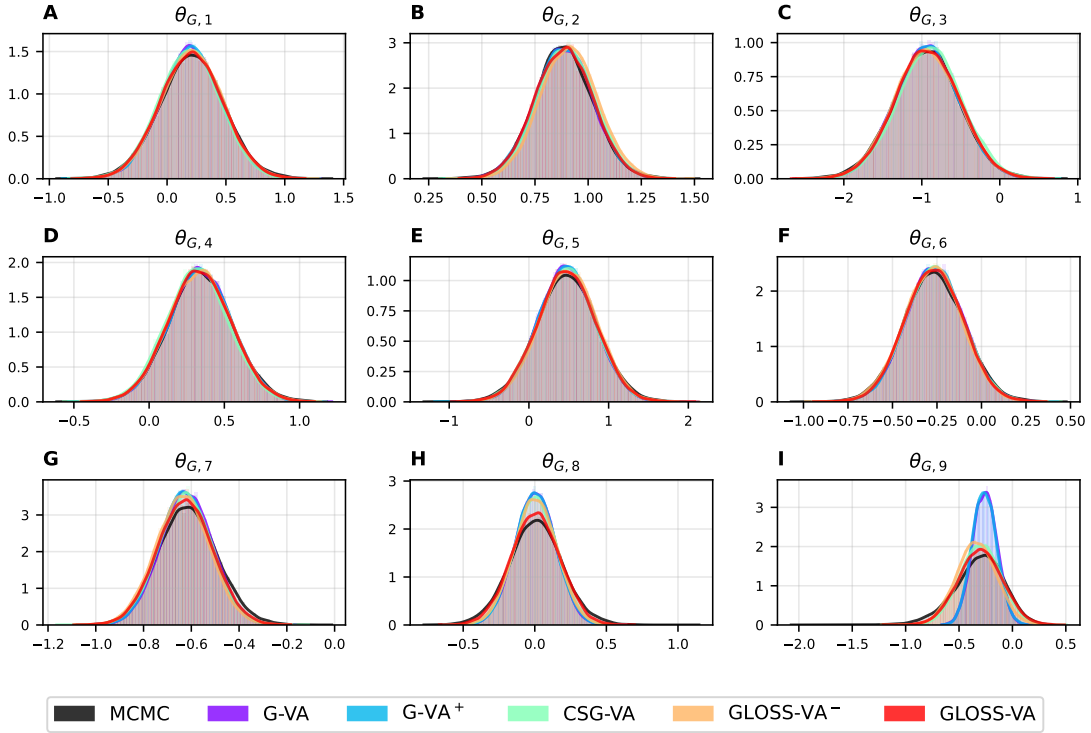 A θG,1
1.5
1.0
0.5
0.0
−1.0 −0.5 0.0 0.5 1.0 1.5
B θG,2
3
2
1
0
0.25 0.50 0.75 1.00 1.25 1.50
C θG,3
1.00
0.75
0.50
0.25
0.00
−2 −1 0 1
D θG,4
2.0
1.5
1.0
0.5
0.0
−0.5 0.0 0.5 1.0
E θG,5
1.00
0.75
0.50
0.25
0.00
−1 0 1 2
F θG,6
2
1
0
−1.00 −0.75 −0.50 −0.25 0.00 0.25 0.50
G θG,7
3
2
1
0
−1.2 −1.0 −0.8 −0.6 −0.4 −0.2 0.0
H θG,8
3
2
1
0
−0.5 0.0 0.5 1.0
I θG,9
3
2
1
0
−2.0 −1.5 −1.0 −0.5 0.0 0.5
MCMC G-VA G-VA+ CSG-VA GLOSS-VA− GLOSS-VA